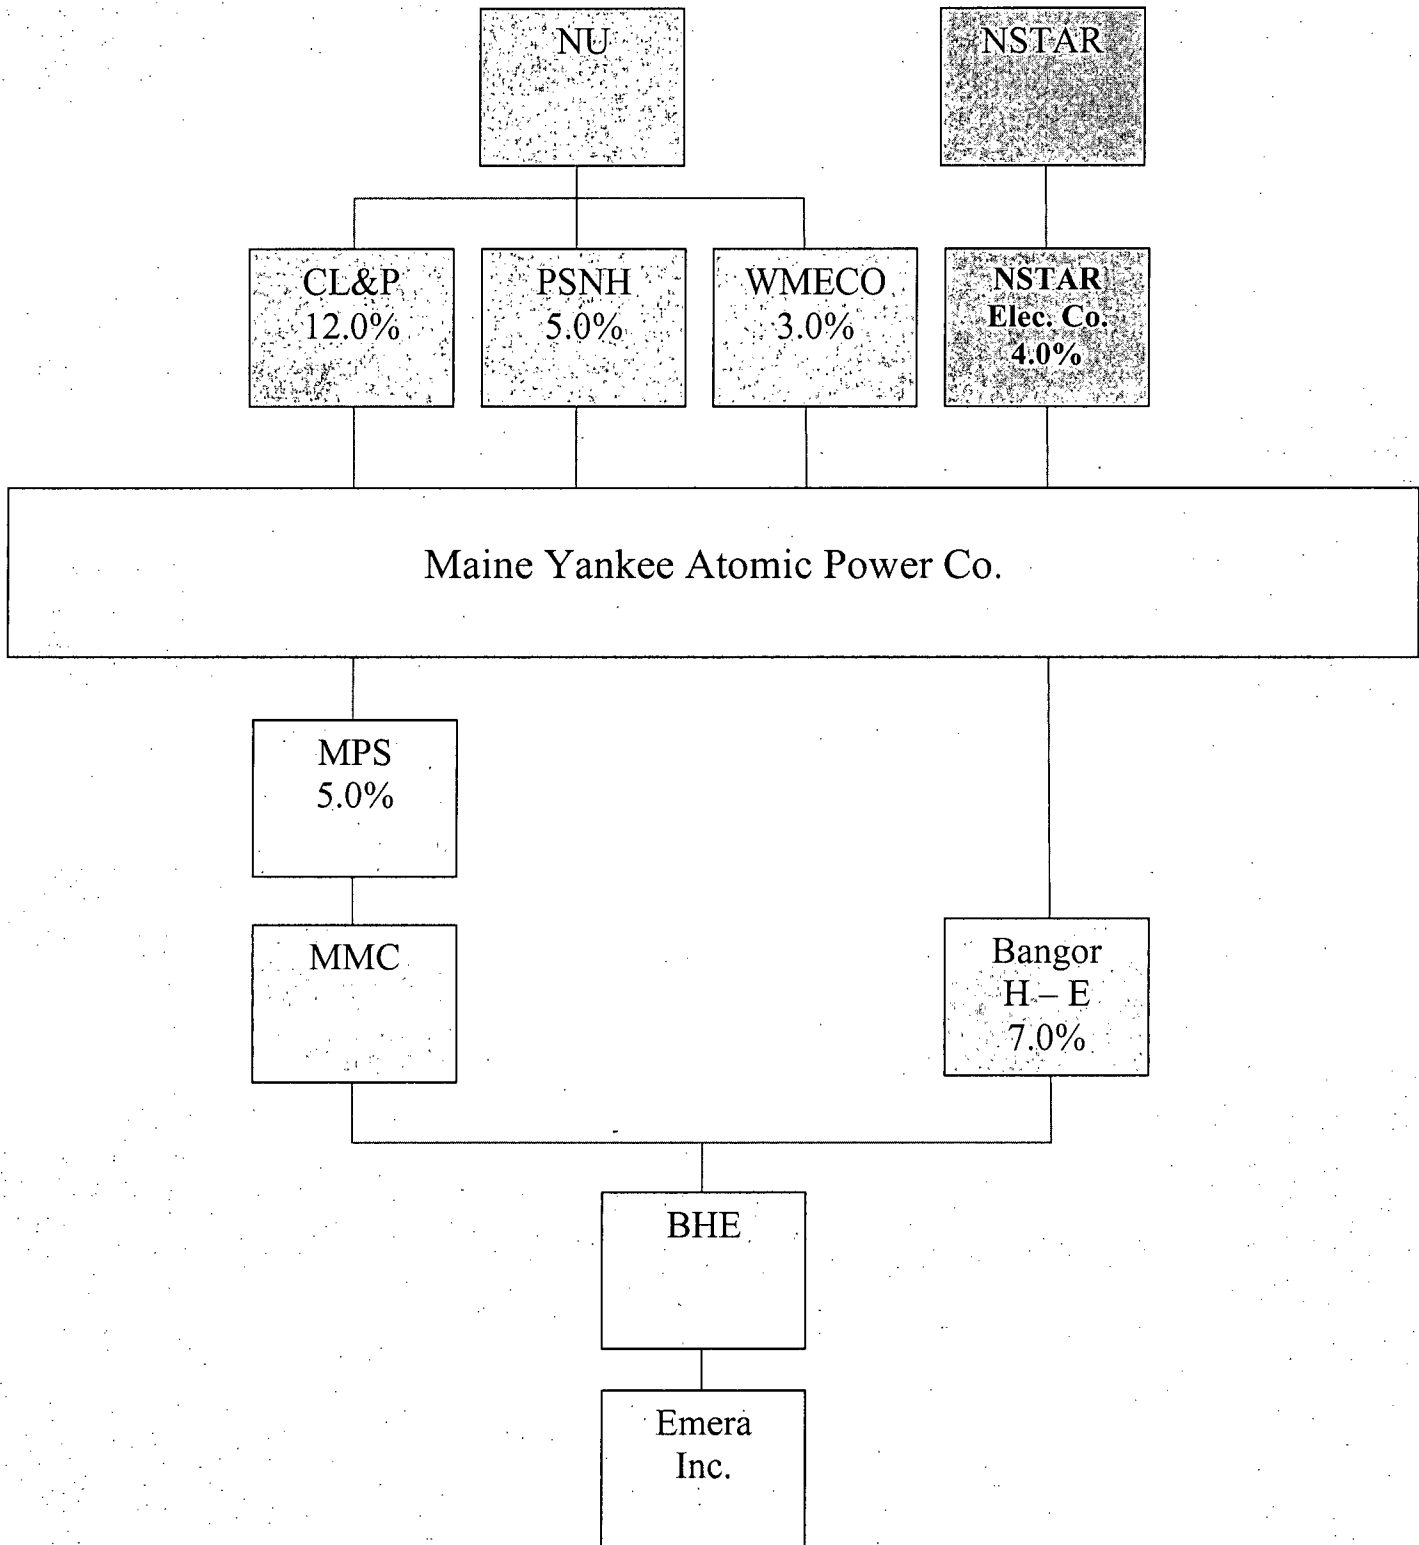 NU
NSTAR
CL&P
12.0%
PSNH
5.0%
WMECO
3.0%
NSTAR
Elec. Co.
4.0%
Maine Yankee Atomic Power Co.
MPS
5.0%
MMC
Bangor
H – E
7.0%
BHE
Emera
Inc.